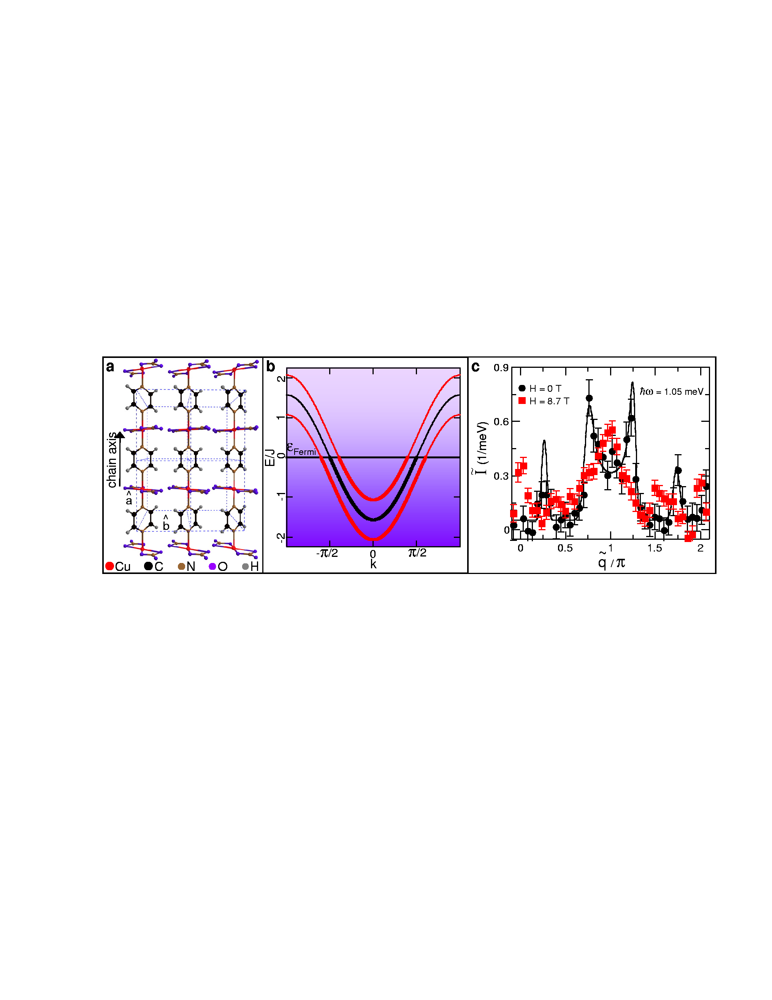 a
chain axis
â
b̂
Cu C N O H
b
E/J
2
1
0
-1
-2
εFermi
-π/2 0 π/2
k
c
Ĩ (1/meV)
0.9
0.6
0.3
0
H = 0 T
H = 8.7 T
ħω = 1.05 meV
0 0.5 1 1.5 2
q̃ / π